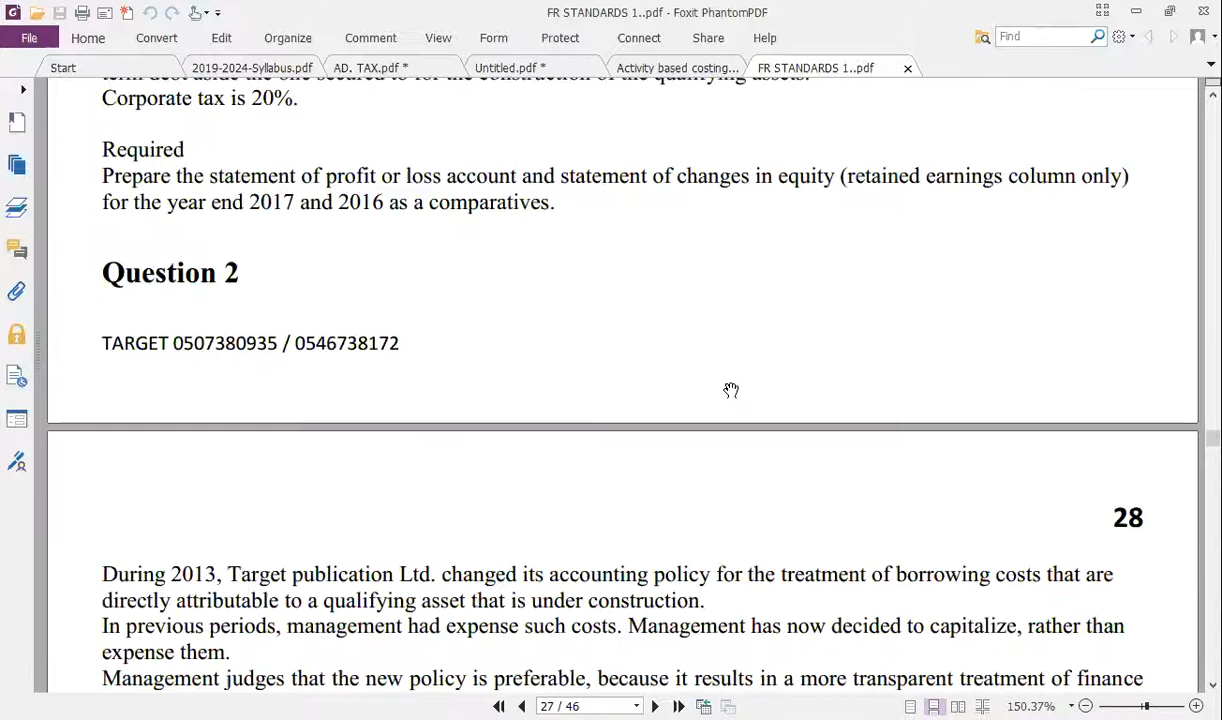 FR STANDARDS 1..pdf - Foxit PhantomPDF
File Home Convert Edit Organize Comment View Form Protect Connect Share Help Find
Start 2019-2024-Syllabus.pdf AD. TAX.pdf * Untitled.pdf * Activity based costing... FR STANDARDS 1..pdf
Corporate tax is 20%.
Required
Prepare the statement of profit or loss account and statement of changes in equity (retained earnings column only)
for the year end 2017 and 2016 as a comparatives.
Question 2
TARGET 0507380935 / 0546738172
28
During 2013, Target publication Ltd. changed its accounting policy for the treatment of borrowing costs that are
directly attributable to a qualifying asset that is under construction.
In previous periods, management had expense such costs. Management has now decided to capitalize, rather than
expense them.
Management judges that the new policy is preferable, because it results in a more transparent treatment of finance
27 / 46 150.37%